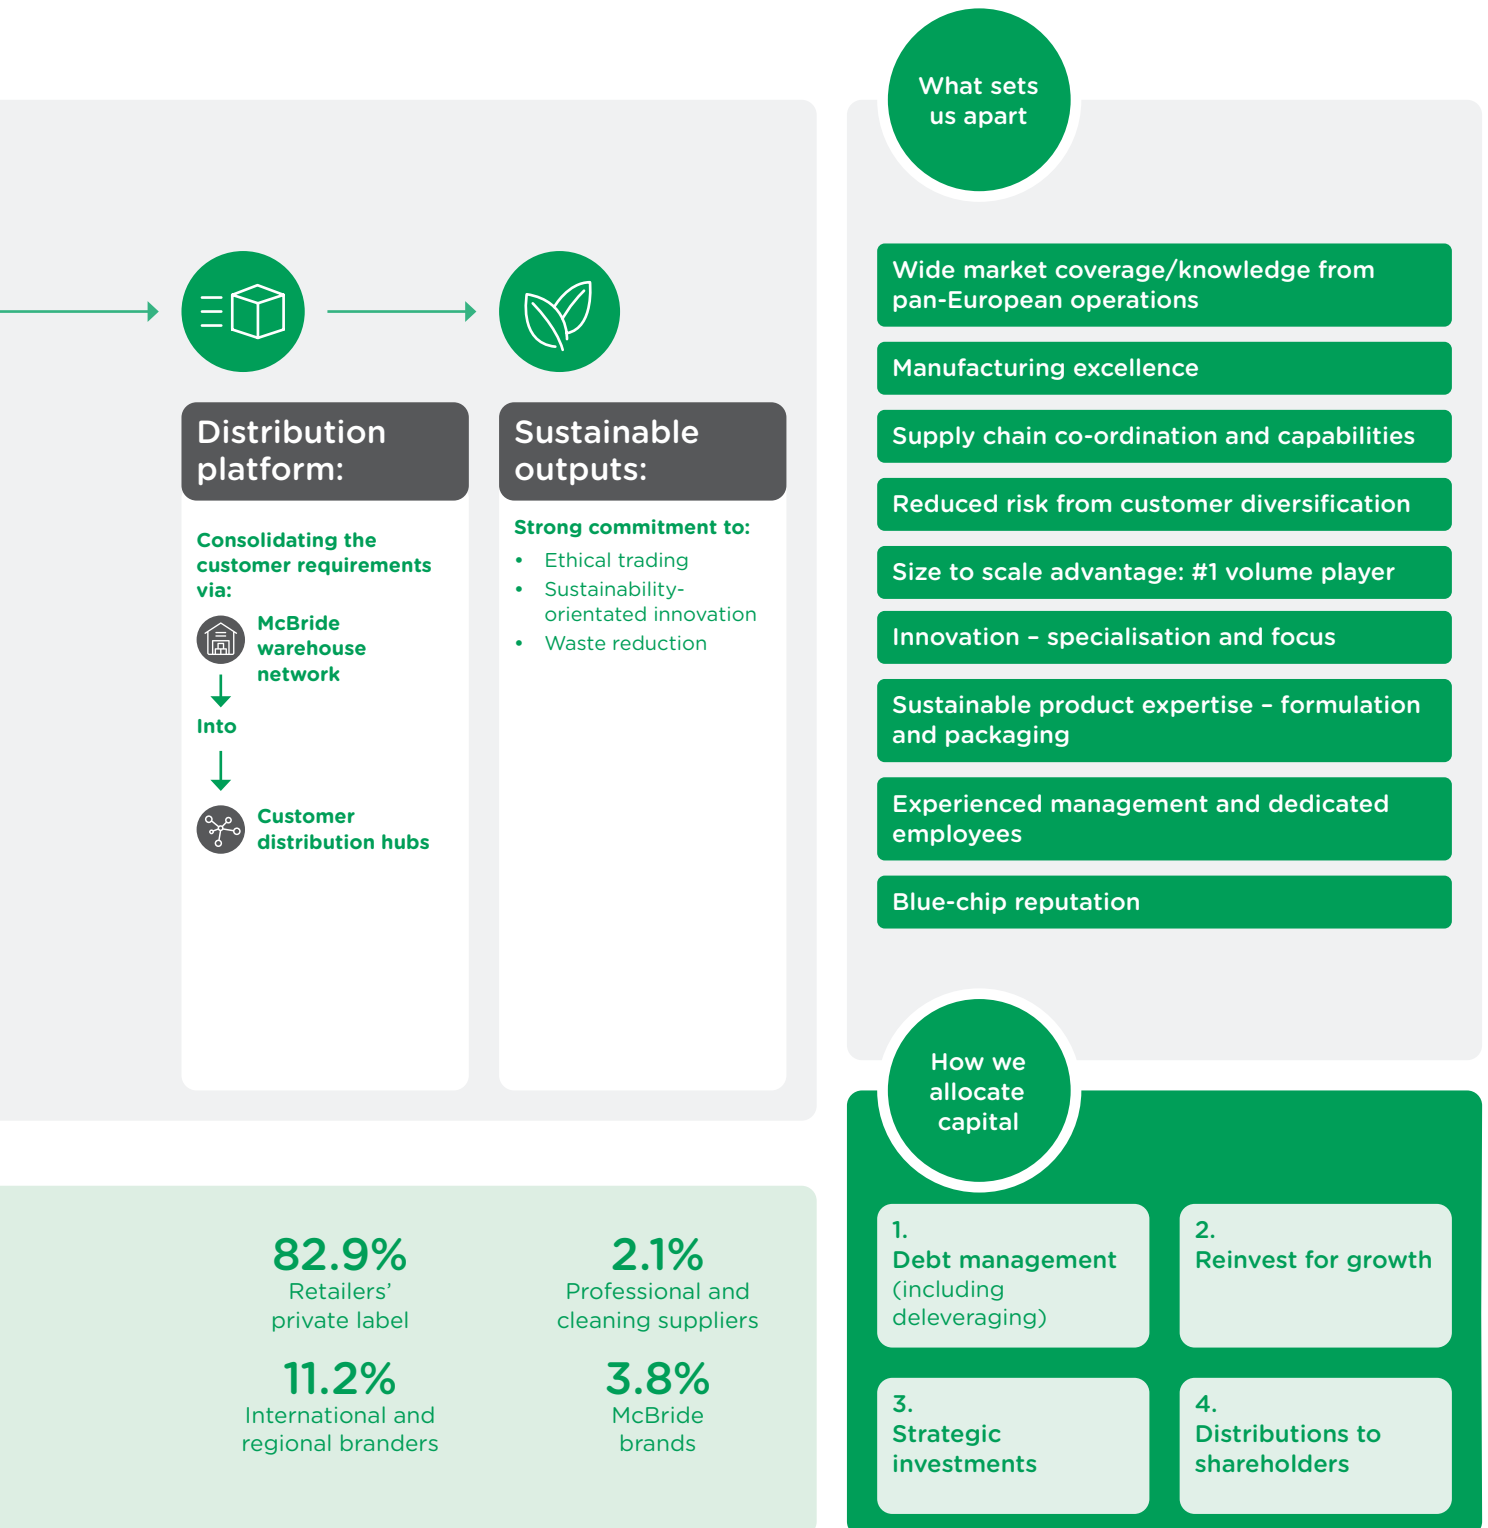 Distribution
platform:
Consolidating the
customer requirements
via:
McBride
warehouse
network
Into
Customer
distribution hubs
Sustainable
outputs:
Strong commitment to:
• Ethical trading
• Sustainability-
orientated innovation
• Waste reduction
82.9%
Retailers’
private label
2.1%
Professional and
cleaning suppliers
11.2%
International and
regional branders
3.8%
McBride
brands
What sets
us apart
Wide market coverage/knowledge from
pan-European operations
Manufacturing excellence
Supply chain co-ordination and capabilities
Reduced risk from customer diversification
Size to scale advantage: #1 volume player
Innovation – specialisation and focus
Sustainable product expertise – formulation
and packaging
Experienced management and dedicated
employees
Blue-chip reputation
How we
allocate
capital
1.
Debt management
(including
deleveraging)
2.
Reinvest for growth
3.
Strategic
investments
4.
Distributions to
shareholders